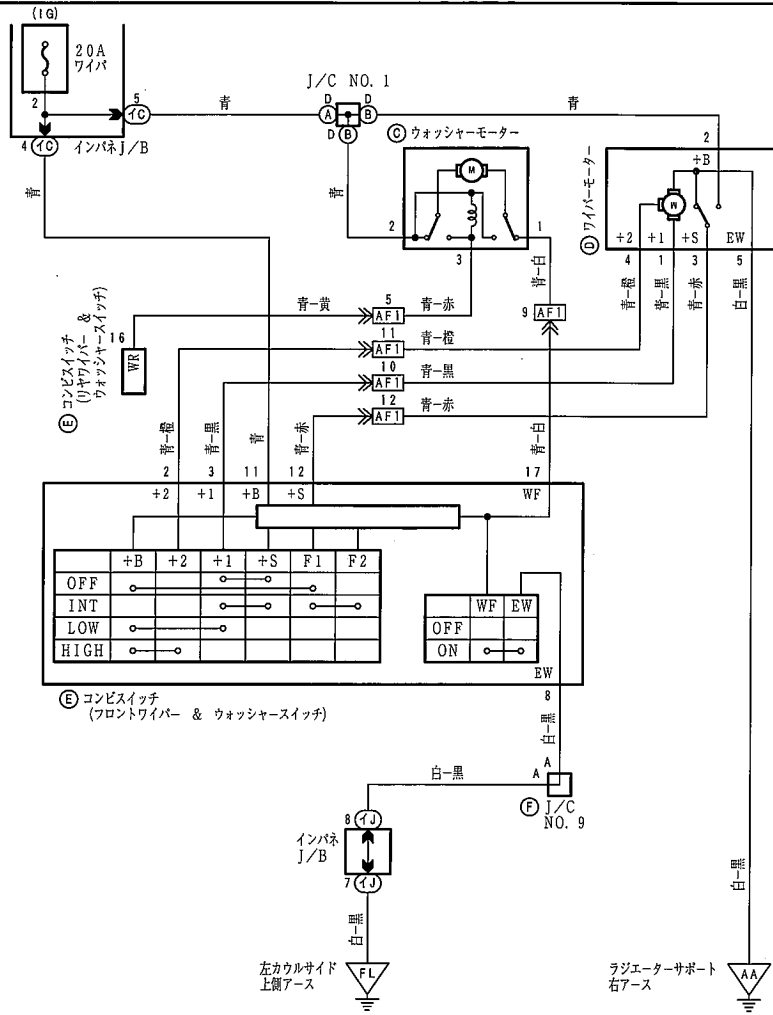 (IG)
20A
ワイパ
2
5
イC
青
J/C NO. 1
D
A
D
B
D
B
青
4
イC
インパネJ/B
C ウォッシャーモーター
M
2
1
3
青
青
青-白
D ワイパーモーター
2
+B
M
+2 +1 +S EW
4 1 3 5
青-橙
青-黒
青-赤
白-黒
E コンビスイッチ
(リヤワイパー &
ウォッシャースイッチ)
16
WR
青-黄
5
AF1
青-赤
11
AF1
青-橙
10
AF1
青-黒
12
AF1
青-赤
9
AF1
青-橙
青-黒
青
青-赤
青-白
2 3 11 12 17
+2 +1 +B +S WF
+B +2 +1 +S F1 F2
OFF
INT
LOW
HIGH
WF EW
OFF
ON
EW
8
E コンビスイッチ
(フロントワイパー & ウォッシャースイッチ)
白-黒
A
A
白-黒
F J/C
NO. 9
8
イJ
インパネ
J/B
7
イJ
白-黒
左カウルサイド
上側アース
FL
白-黒
ラジエーターサポート
右アース
AA